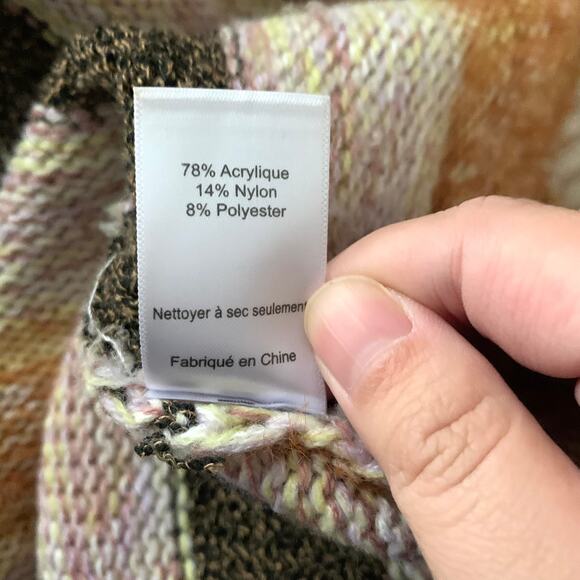 78% Acrylique
14% Nylon
8% Polyester
Nettoyer à sec seulement
Fabriqué en Chine